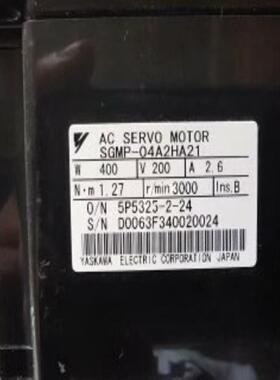 AC SERVO MOTOR
SGMP-04A2HA21
W 400 V 200 A 2.6
N·m 1.27 r/min 3000 Ins.B
O/N 5P5325-2-24
S/N D0063F340020024
YASKAWA ELECTRIC CORPORATION JAPAN